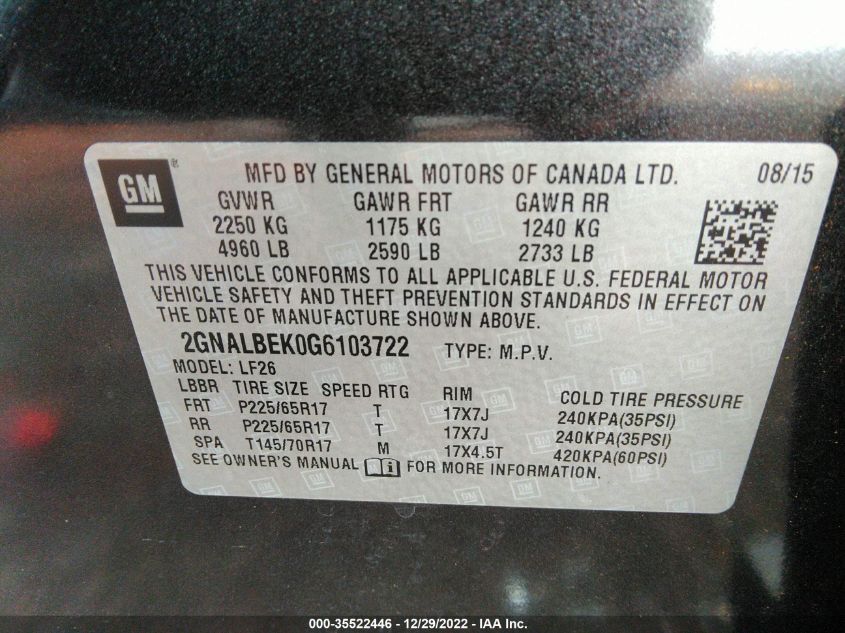 GM ® MFD BY GENERAL MOTORS OF CANADA LTD. 08/15
GVWR GAWR FRT GAWR RR
2250 KG 1175 KG 1240 KG
4960 LB 2590 LB 2733 LB
THIS VEHICLE CONFORMS TO ALL APPLICABLE U.S. FEDERAL MOTOR
VEHICLE SAFETY AND THEFT PREVENTION STANDARDS IN EFFECT ON
THE DATE OF MANUFACTURE SHOWN ABOVE.
2GNALBEK0G6103722 TYPE: M.P.V.
MODEL: LF26
LBBR TIRE SIZE SPEED RTG RIM COLD TIRE PRESSURE
FRT P225/65R17 T 17X7J 240KPA(35PSI)
RR P225/65R17 T 17X7J 240KPA(35PSI)
SPA T145/70R17 M 17X4.5T 420KPA(60PSI)
SEE OWNER'S MANUAL i FOR MORE INFORMATION.
000-35522446 - 12/29/2022 - IAA Inc.